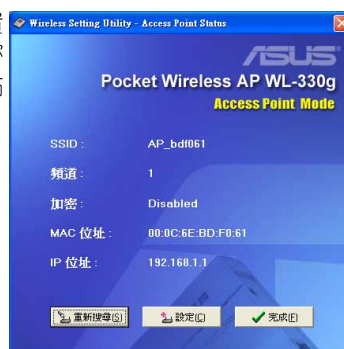 Wireless Setting Utility - Access Point Status
ASUS
Pocket Wireless AP WL-330g
Access Point Mode
SSID : AP_bdf061
頻道 : 1
加密 : Disabled
MAC 位址 : 00:0C:6E:BD:F0:61
IP 位址 : 192.168.1.1
重新搜尋(S) 設定(C) 完成(E)